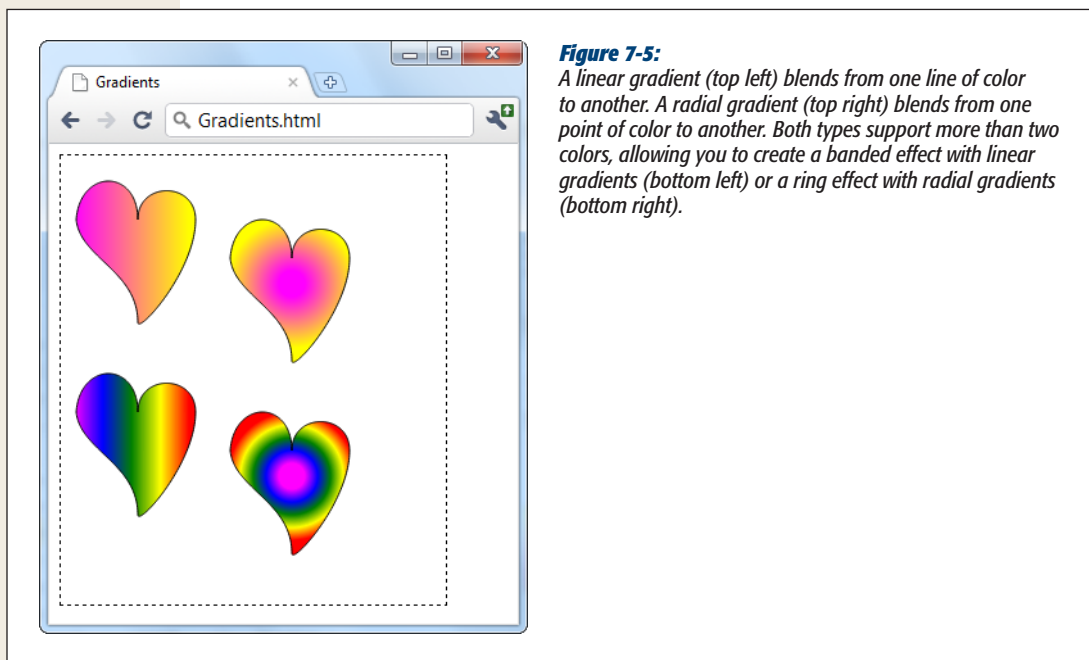 Gradients
Gradients.html
Figure 7-5:
A linear gradient (top left) blends from one line of color
to another. A radial gradient (top right) blends from one
point of color to another. Both types support more than two
colors, allowing you to create a banded effect with linear
gradients (bottom left) or a ring effect with radial gradients
(bottom right).